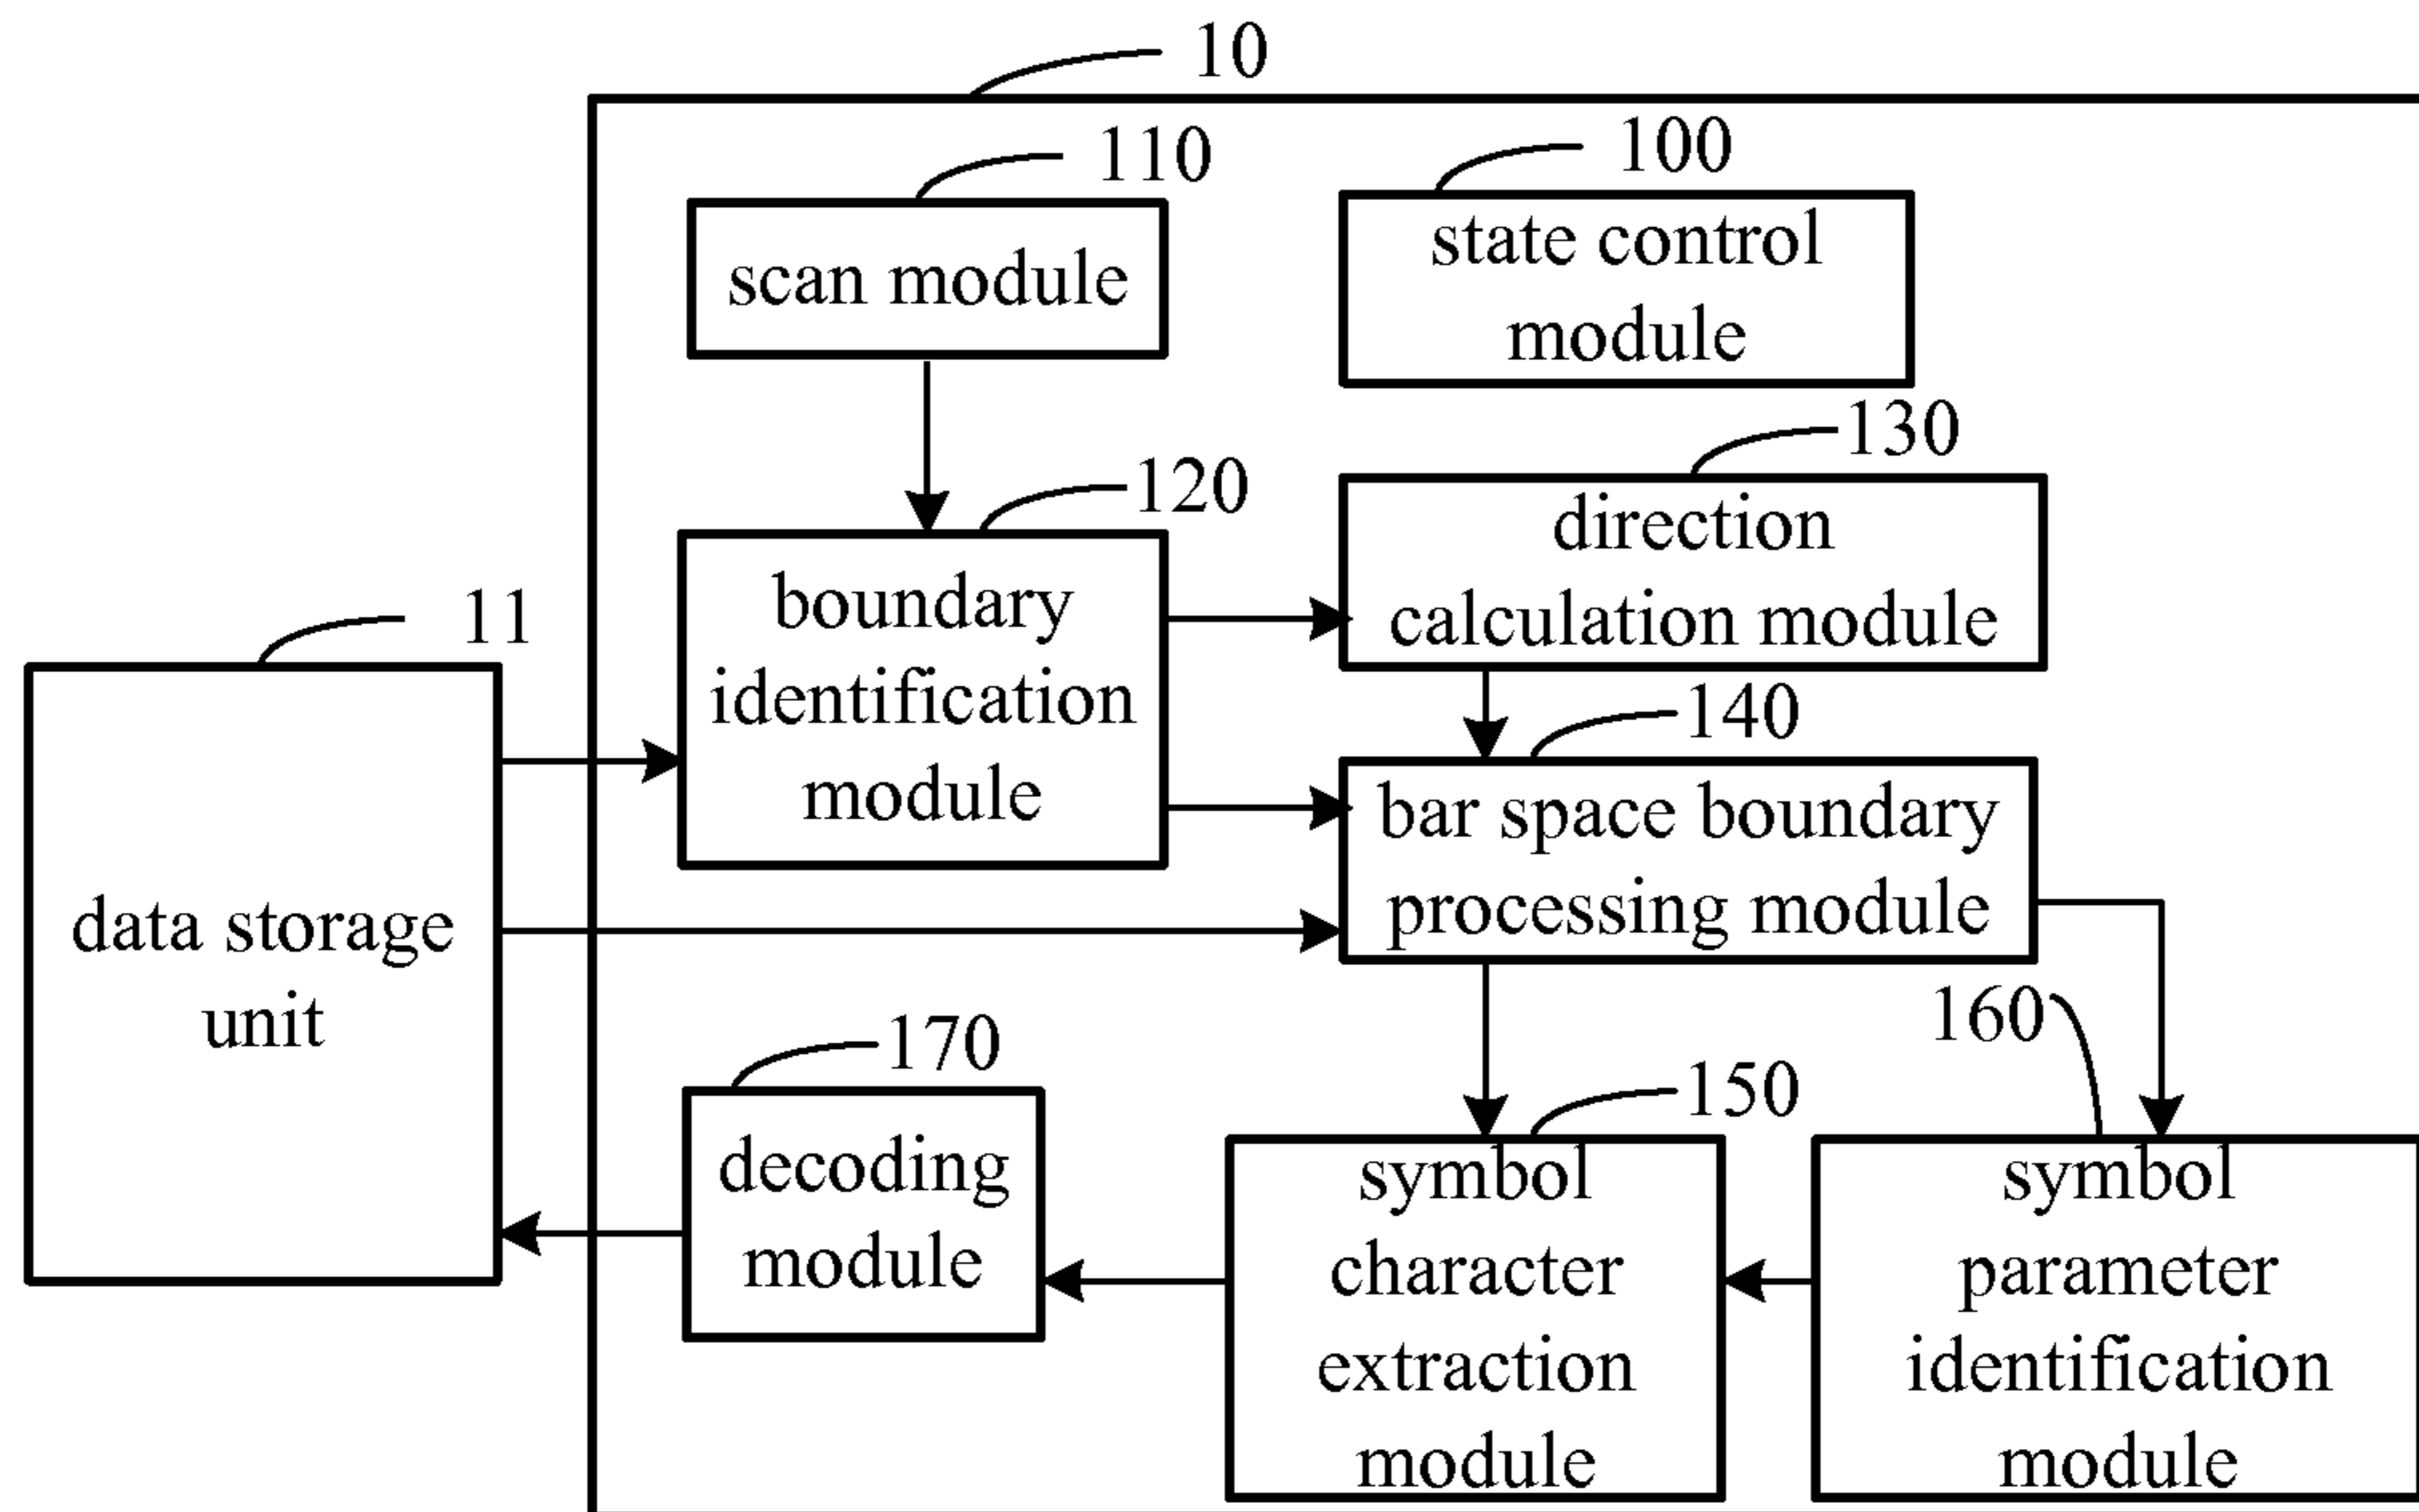 10
110
100
scan module
state control
module
130
120
direction
calculation module
boundary
identification
module
11
140
bar space boundary
processing module
data storage
unit
170
160
150
decoding
module
symbol
character
extraction
module
symbol
parameter
identification
module